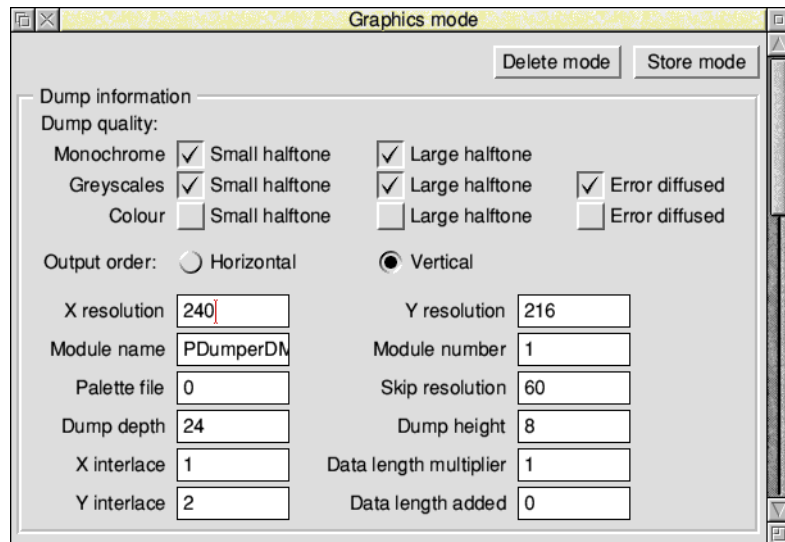 Graphics mode
Delete mode Store mode
Dump information
Dump quality:
Monochrome Small halftone Large halftone
Greyscales Small halftone Large halftone Error diffused
Colour Small halftone Large halftone Error diffused
Output order: Horizontal Vertical
X resolution 240 Y resolution 216
Module name PDumperDM Module number 1
Palette file 0 Skip resolution 60
Dump depth 24 Dump height 8
X interlace 1 Data length multiplier 1
Y interlace 2 Data length added 0